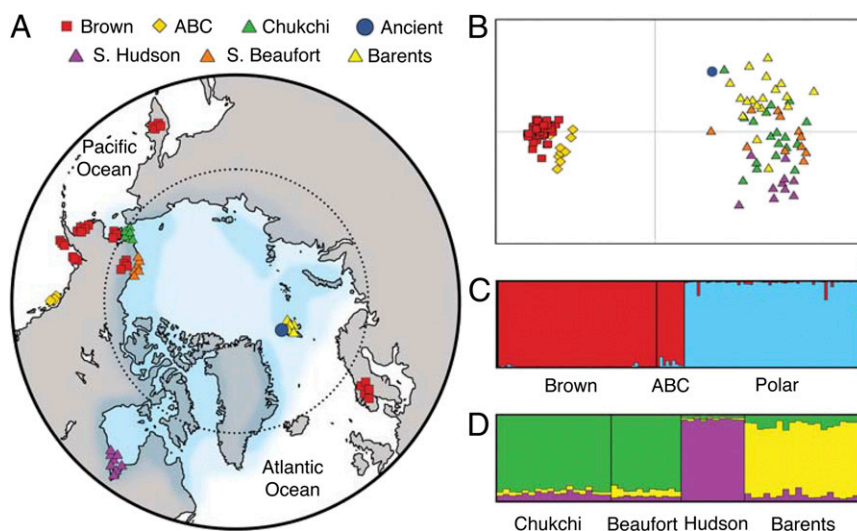 A
Brown ABC Chukchi Ancient
S. Hudson S. Beaufort Barents
Pacific
Ocean
Atlantic
Ocean
B
C
Brown ABC Polar
D
Chukchi Beaufort Hudson Barents